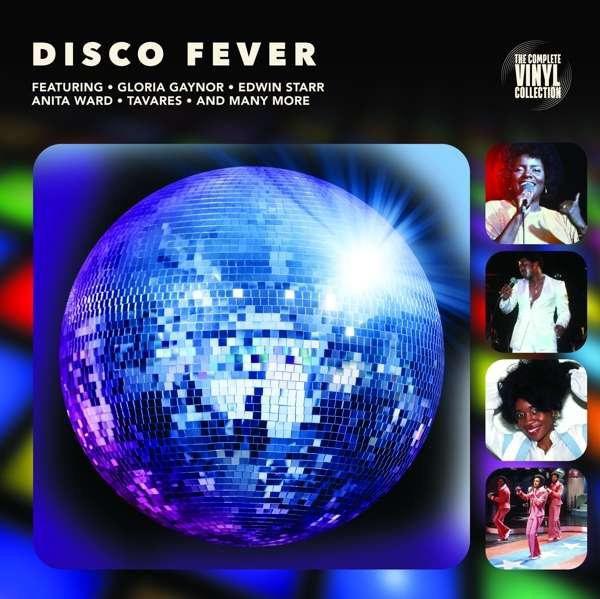 DISCO FEVER
FEATURING • GLORIA GAYNOR • EDWIN STARR
ANITA WARD • TAVARES • AND MANY MORE
THE COMPLETE
VINYL
COLLECTION